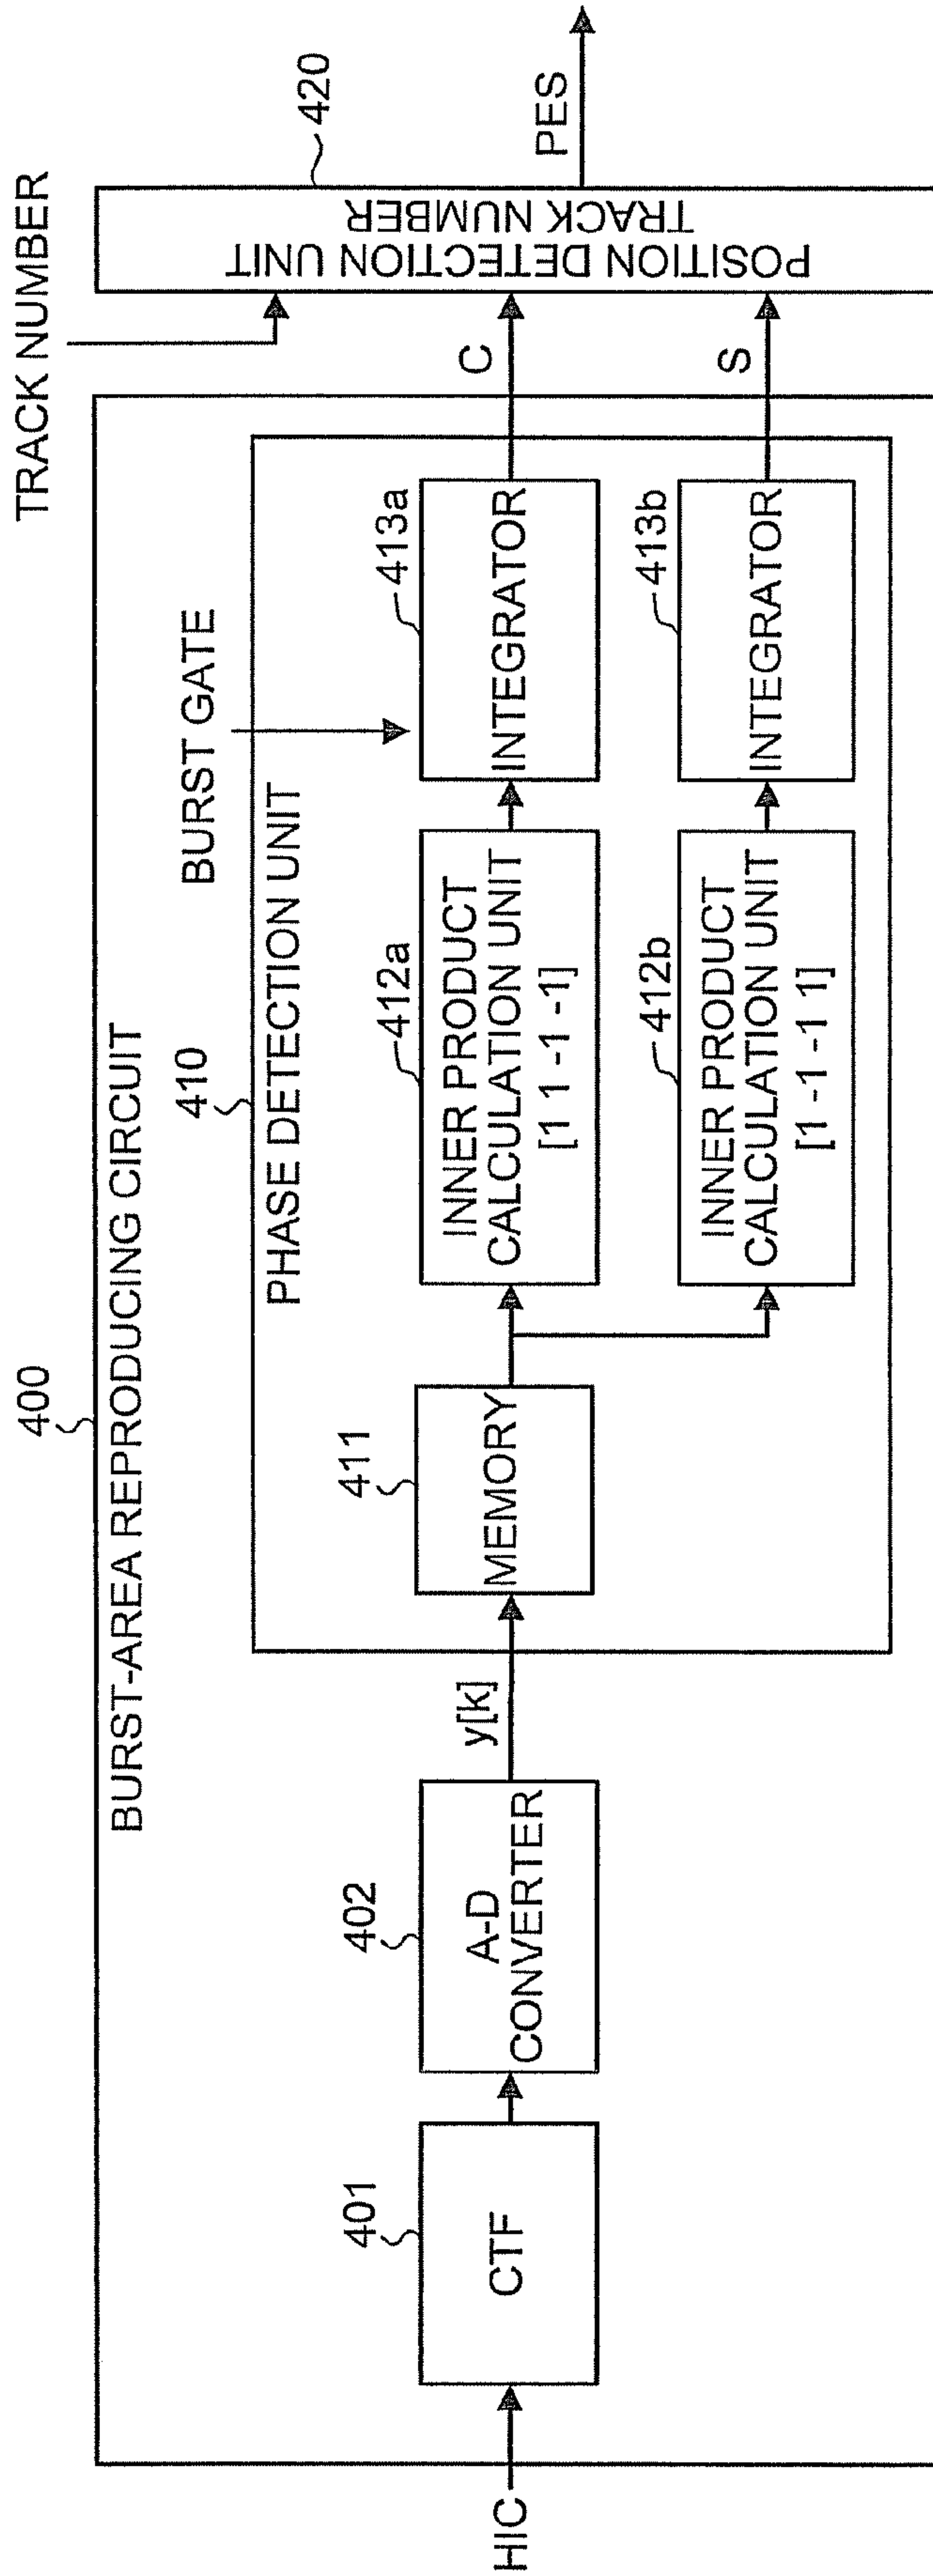 400
BURST-AREA REPRODUCING CIRCUIT
410
PHASE DETECTION UNIT
BURST GATE
TRACK NUMBER
HIC
401
CTF
402
A-D
CONVERTER
y[k]
411
MEMORY
412a
INNER PRODUCT
CALCULATION UNIT
[1 1 -1 -1]
413a
INTEGRATOR
C
412b
INNER PRODUCT
CALCULATION UNIT
[1 -1 -1 1]
413b
INTEGRATOR
S
420
POSITION DETECTION UNIT
TRACK NUMBER
PES